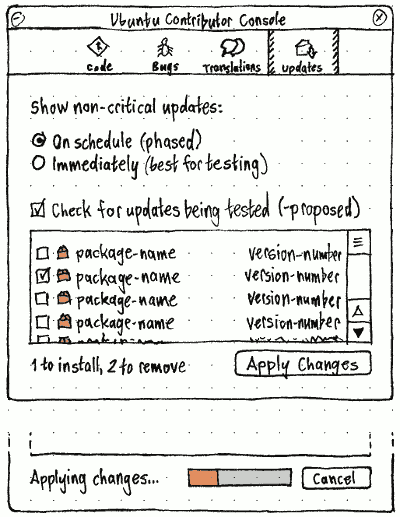 Ubuntu Contributor Console
Code Bugs Translations Updates
Show non-critical updates:
On schedule (phased)
Immediately (best for testing)
Check for updates being tested (-proposed)
package-name version-number
package-name version-number
package-name version-number
package-name version-number
1 to install, 2 to remove Apply Changes
Applying changes... Cancel